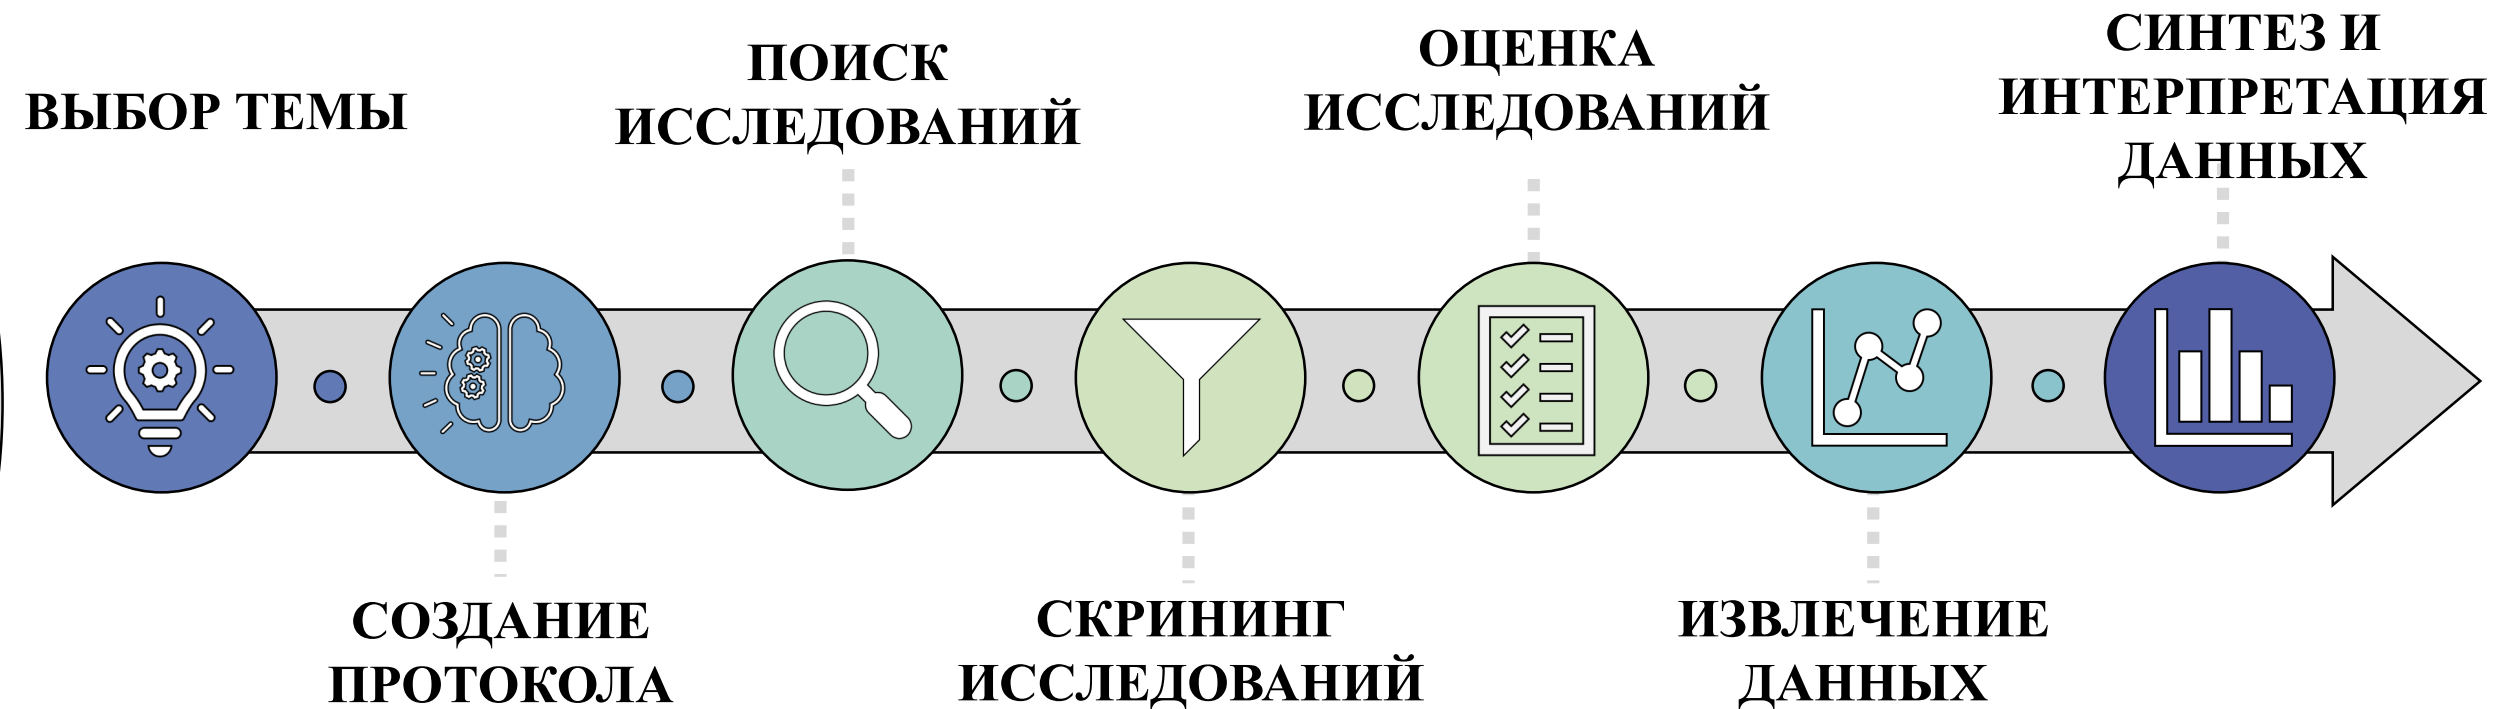 ВЫБОР ТЕМЫ
СОЗДАНИЕ
ПРОТОКОЛА
ПОИСК
ИССЛЕДОВАНИЙ
СКРИНИНГ
ИССЛЕДОВАНИЙ
ОЦЕНКА
ИССЛЕДОВАНИЙ
ИЗВЛЕЧЕНИЕ
ДАННЫХ
СИНТЕЗ И
ИНТЕРПРЕТАЦИЯ
ДАННЫХ